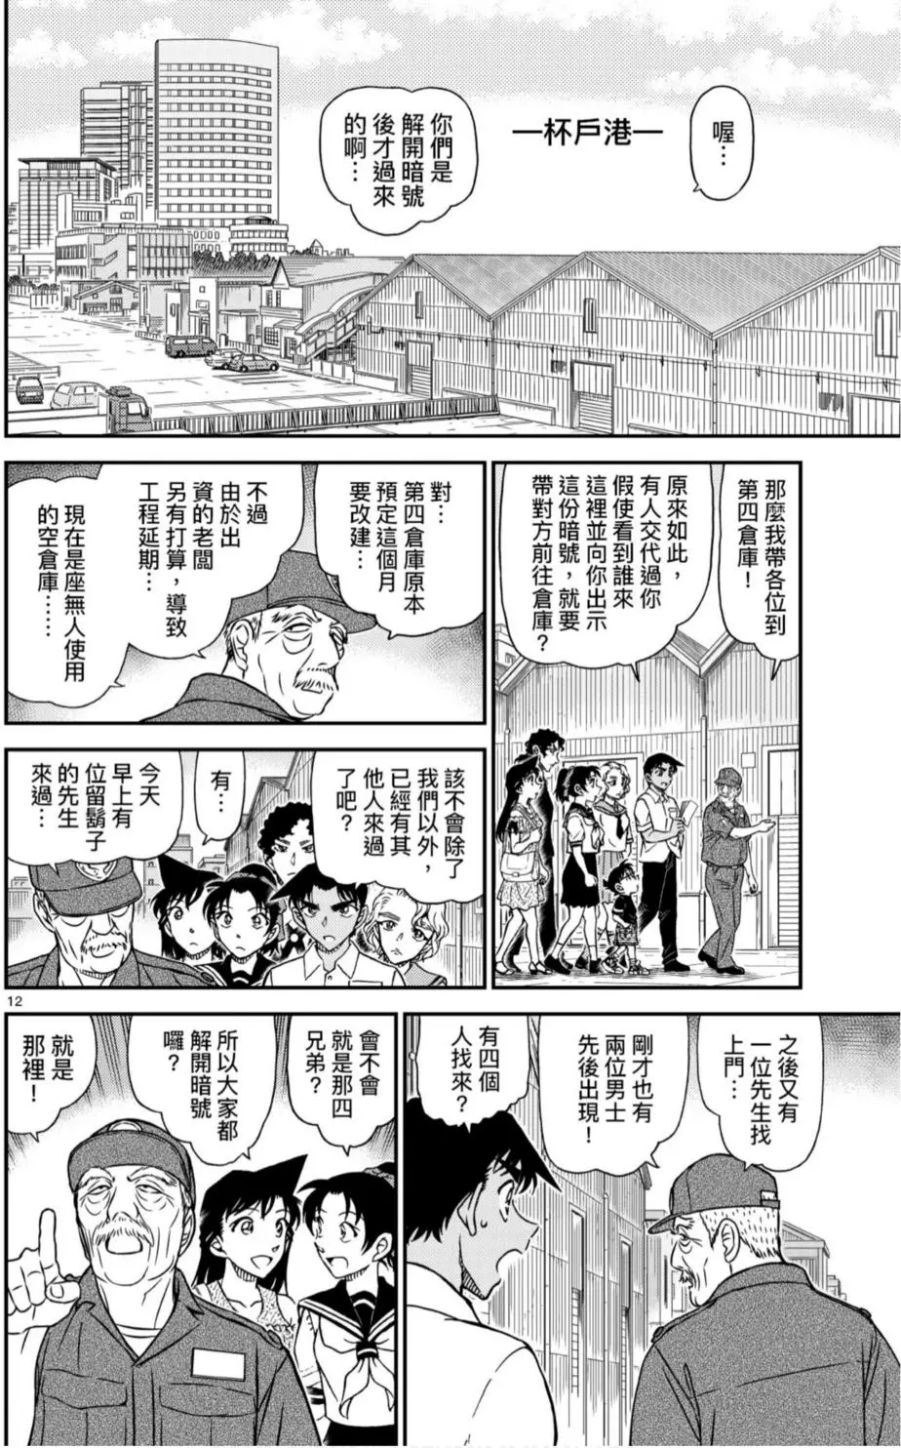 喔…
—杯戶港—
你們是
解開暗號
後才過來
的啊…
那麼我帶各位到
第四倉庫！
原來如此，
有人交代過你
假使看到誰來
這裡並向你出示
這份暗號，就要
帶對方前往倉庫？
對…
第四倉庫原本
預定這個月
要改建…
不過
由於出
資的老闆
另有打算，導致
工程延期…
現在是座無人使用
的空倉庫……
該不會除了
我們以外，
已經有其
他人來過
了吧？
有…
今天
早上有
位留鬍子
的先生
來過…
12
之後又有
一位先生找
上門…
剛才也有
兩位男士
先後出現！
有四個
人找來？
會不會
就是那四
兄弟？
所以大家都
解開暗號
囉？
就是
那裡！